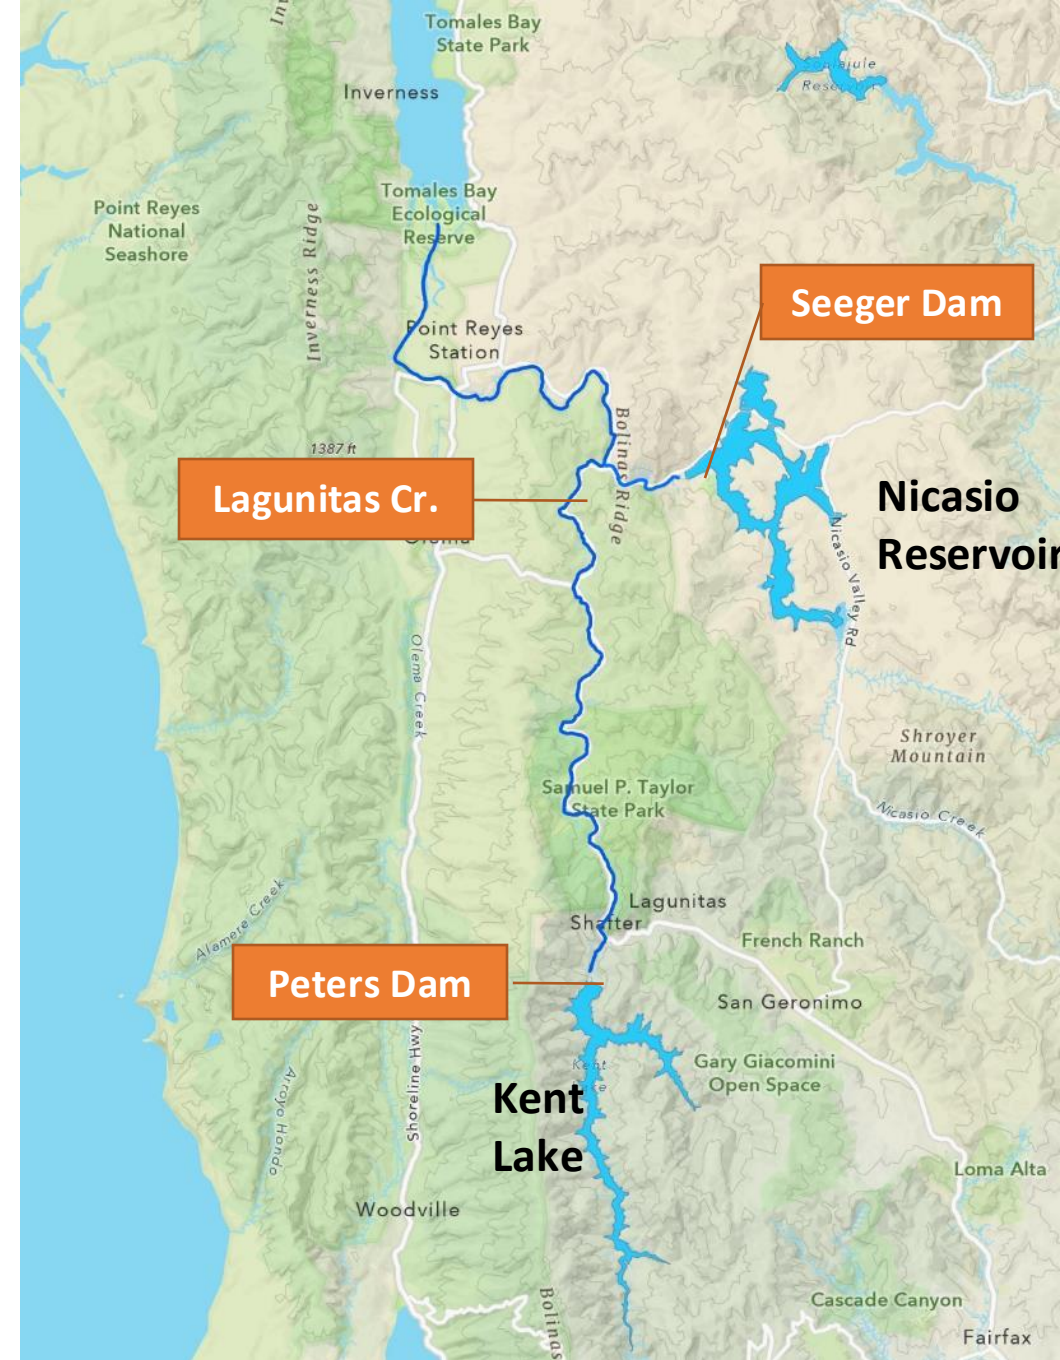 Tomales Bay
State Park
Inverness
Reservoir
Tomales Bay
Ecological
Reserve
Point Reyes
National
Seashore
Inverness Ridge
Seeger Dam
Point Reyes
Station
Bolinas Ridge
1387 ft
Lagunitas Cr.
Nicasio
Reservoir
Nicasio Valley Rd
Olema Creek
Shroyer
Mountain
Samuel P. Taylor
State Park
Nicasio Creek
Lagunitas
Shafter
Alamere Creek
French Ranch
Peters Dam
San Geronimo
Shoreline Hwy
Gary Giacomini
Open Space
Kent
Kent
Lake
Arroyo Hondo
Loma Alta
Woodville
Bolinas
Cascade Canyon
Fairfax